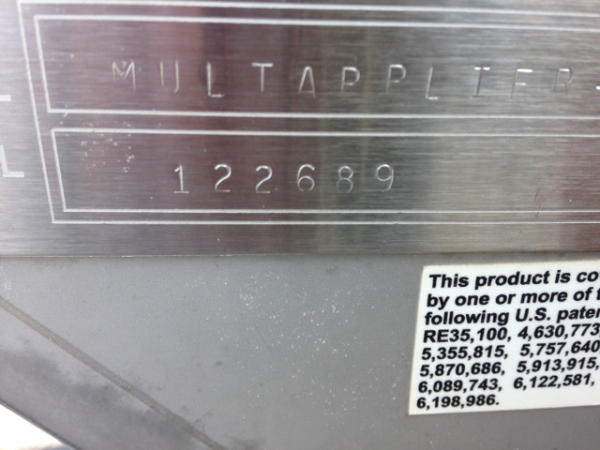 MULTAPPLIER
122689
This product is co
by one or more of
following U.S. pate
RE35,100, 4,630,773,
5,355,815, 5,757,640
5,870,686, 5,913,915,
6,089,743, 6,122,581,
6,198,986.